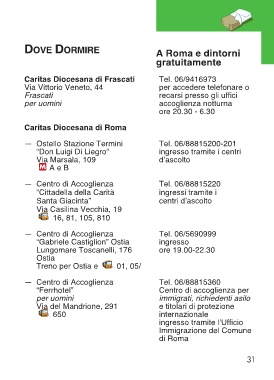 DOVE DORMIRE
A Roma e dintorni
gratuitamente
Caritas Diocesana di Frascati
Via Vittorio Veneto, 44
Frascati
per uomini
Tel. 06/9416973
per accedere telefonare o
recarsi presso gli uffici
accoglienza notturna
ore 20.30 - 6.30
Caritas Diocesana di Roma
— Ostello Stazione Termini
"Don Luigi Di Liegro"
Via Marsala, 109
M A e B
Tel. 06/88815200-201
ingresso tramite i centri
d'ascolto
— Centro di Accoglienza
"Cittadella della Carità
Santa Giacinta"
Via Casilina Vecchia, 19
16, 81, 105, 810
Tel. 06/88815220
ingressi tramite i
centri d'ascolto
— Centro di Accoglienza
"Gabriele Castiglion" Ostia
Lungomare Toscanelli, 176
Ostia
Treno per Ostia e 01, 05/
Tel. 06/5690999
ingresso
ore 19.00-22.30
— Centro di Accoglienza
"Ferrhotel"
per uomini
Via del Mandrione, 291
650
Tel. 06/88815360
Centro di accoglienza per
immigrati, richiedenti asilo
e titolari di protezione
internazionale
ingresso tramite l'Ufficio
Immigrazione del Comune
di Roma
31